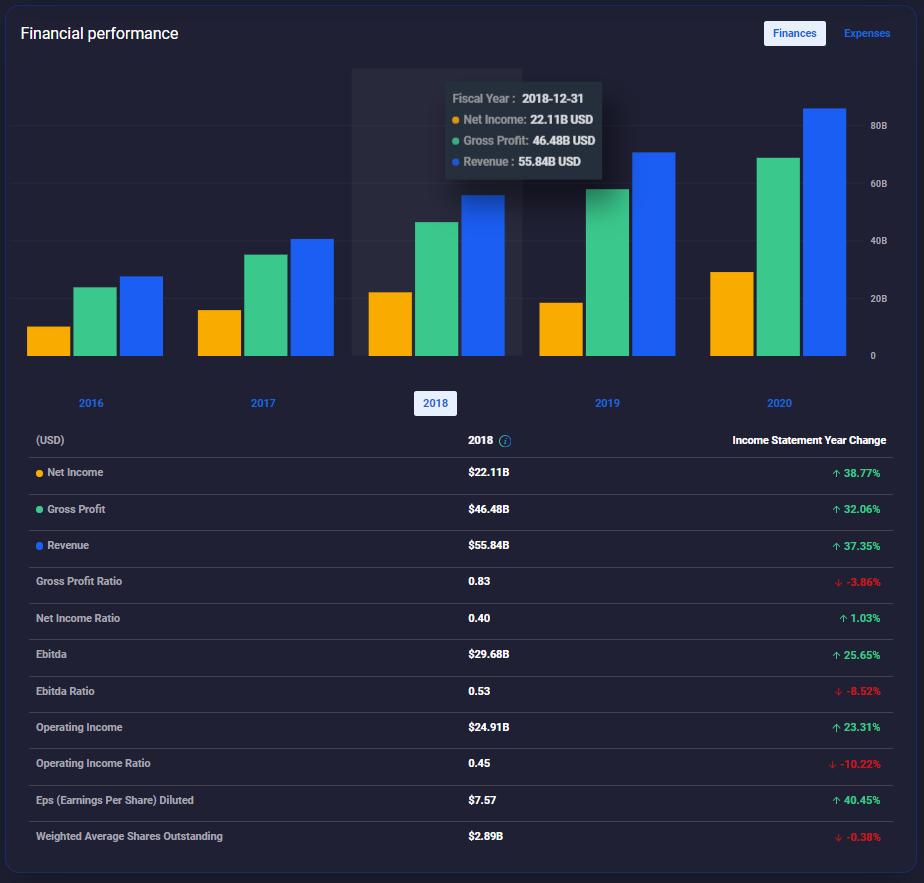 Financial performance
Finances
Expenses
Fiscal Year : 2018-12-31
Net Income: 22.11B USD
Gross Profit: 46.48B USD
Revenue : 55.84B USD
80B
60B
40B
20B
0
2016 2017 2018 2019 2020
(USD) 2018 i Income Statement Year Change
Net Income $22.11B ↑ 38.77%
Gross Profit $46.48B ↑ 32.06%
Revenue $55.84B ↑ 37.35%
Gross Profit Ratio 0.83 ↓ -3.86%
Net Income Ratio 0.40 ↑ 1.03%
Ebitda $29.68B ↑ 25.65%
Ebitda Ratio 0.53 ↓ -8.52%
Operating Income $24.91B ↑ 23.31%
Operating Income Ratio 0.45 ↓ -10.22%
Eps (Earnings Per Share) Diluted $7.57 ↑ 40.45%
Weighted Average Shares Outstanding $2.89B ↓ -0.38%